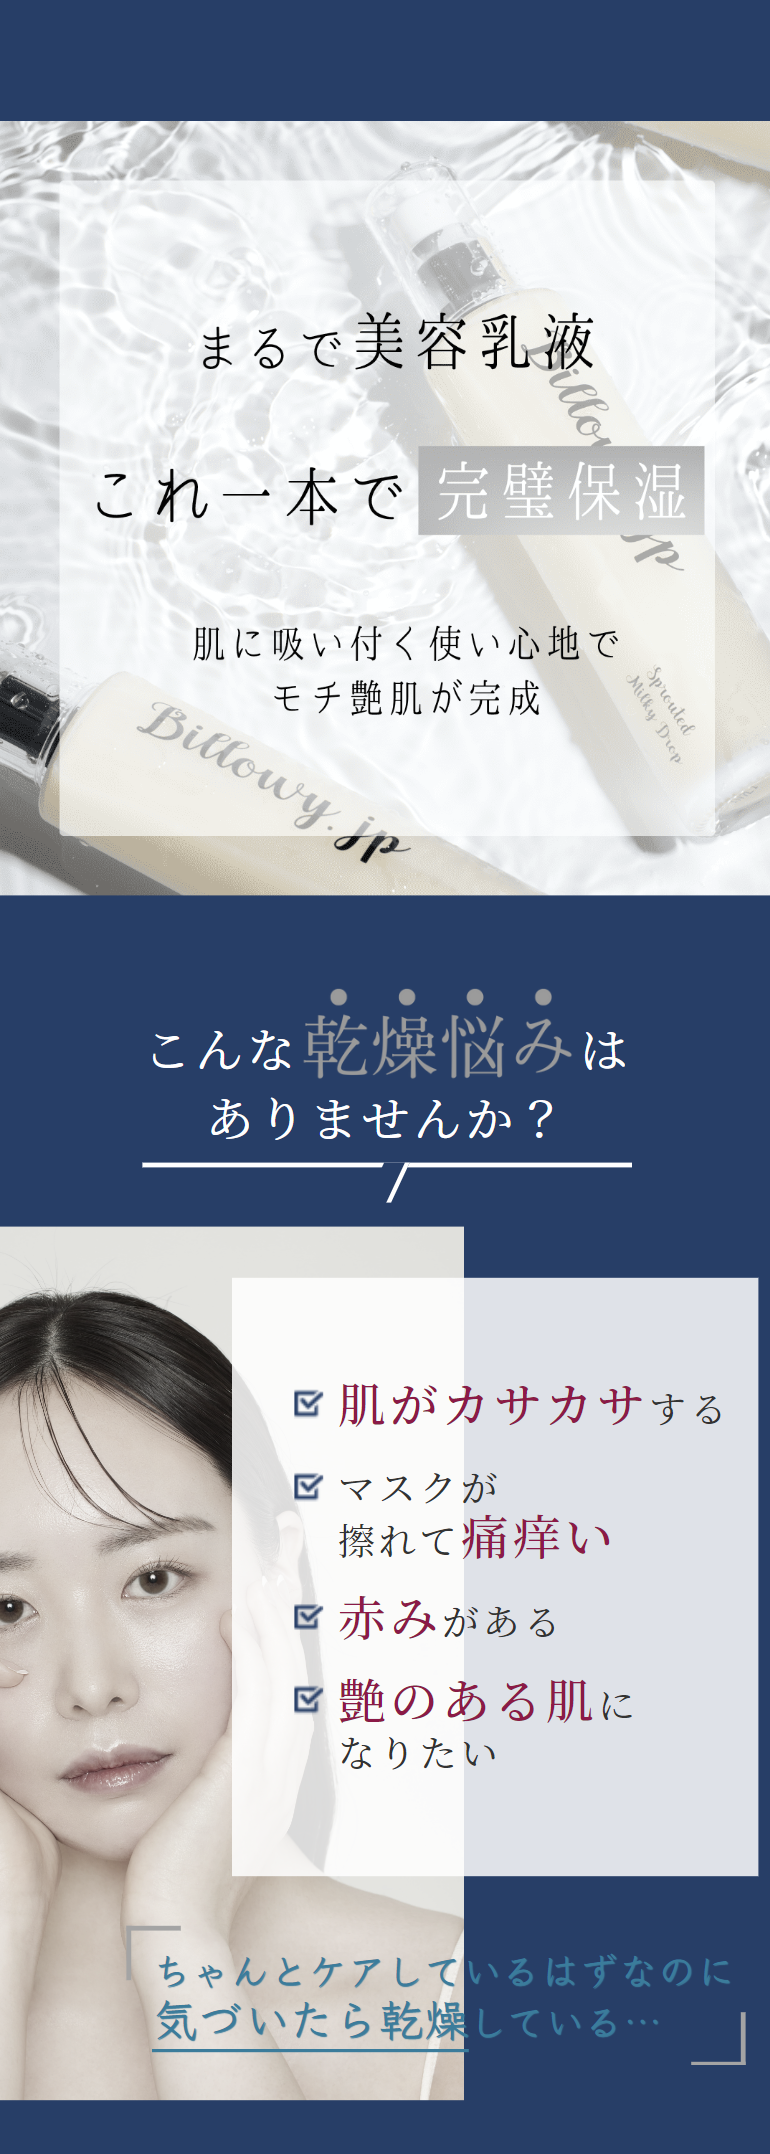 まるで美容乳液
これ一本で完璧保湿
肌に吸い付く使い心地で
モチ艶肌が完成
Billowy.jp
Sprouted
Milky Drop
Billowy.jp
こんな乾燥悩みは
ありませんか？
肌がカサカサする
マスクが
擦れて痛痒い
赤みがある
艶のある肌に
なりたい
「ちゃんとケアしているはずなのに
気づいたら乾燥している…」